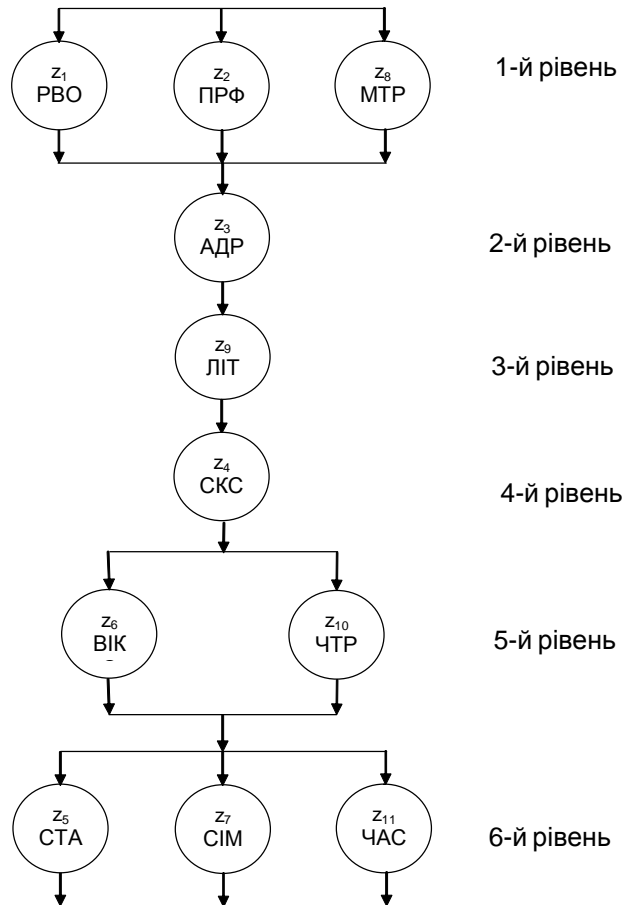 z1
РВО
z2
ПРФ
z8
МТР
1-й рівень
z3
АДР
2-й рівень
z9
ЛІТ
3-й рівень
z4
СКС
4-й рівень
z6
ВІК
z10
ЧТР
5-й рівень
z5
СТА
z7
СІМ
z11
ЧАС
6-й рівень